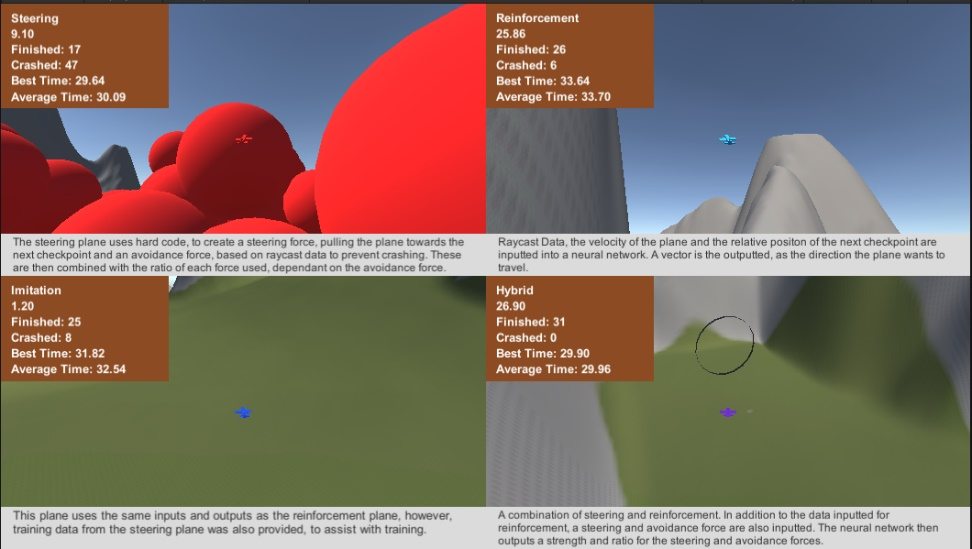 Steering
9.10
Finished: 17
Crashed: 47
Best Time: 29.64
Average Time: 30.09
The steering plane uses hard code, to create a steering force, pulling the plane towards the
next checkpoint and an avoidance force, based on raycast data to prevent crashing. These
are then combined with the ratio of each force used, dependant on the avoidance force.
Reinforcement
25.86
Finished: 26
Crashed: 6
Best Time: 33.64
Average Time: 33.70
Raycast Data, the velocity of the plane and the relative positon of the next checkpoint are
inputted into a neural network. A vector is the outputted, as the direction the plane wants to
travel.
Imitation
1.20
Finished: 25
Crashed: 8
Best Time: 31.82
Average Time: 32.54
This plane uses the same inputs and outputs as the reinforcement plane, however,
training data from the steering plane was also provided, to assist with training.
Hybrid
26.90
Finished: 31
Crashed: 0
Best Time: 29.90
Average Time: 29.96
A combination of steering and reinforcement. In addition to the data inputted for
reinforcement, a steering and avoidance force are also inputted. The neural network then
outputs a strength and ratio for the steering and avoidance forces.